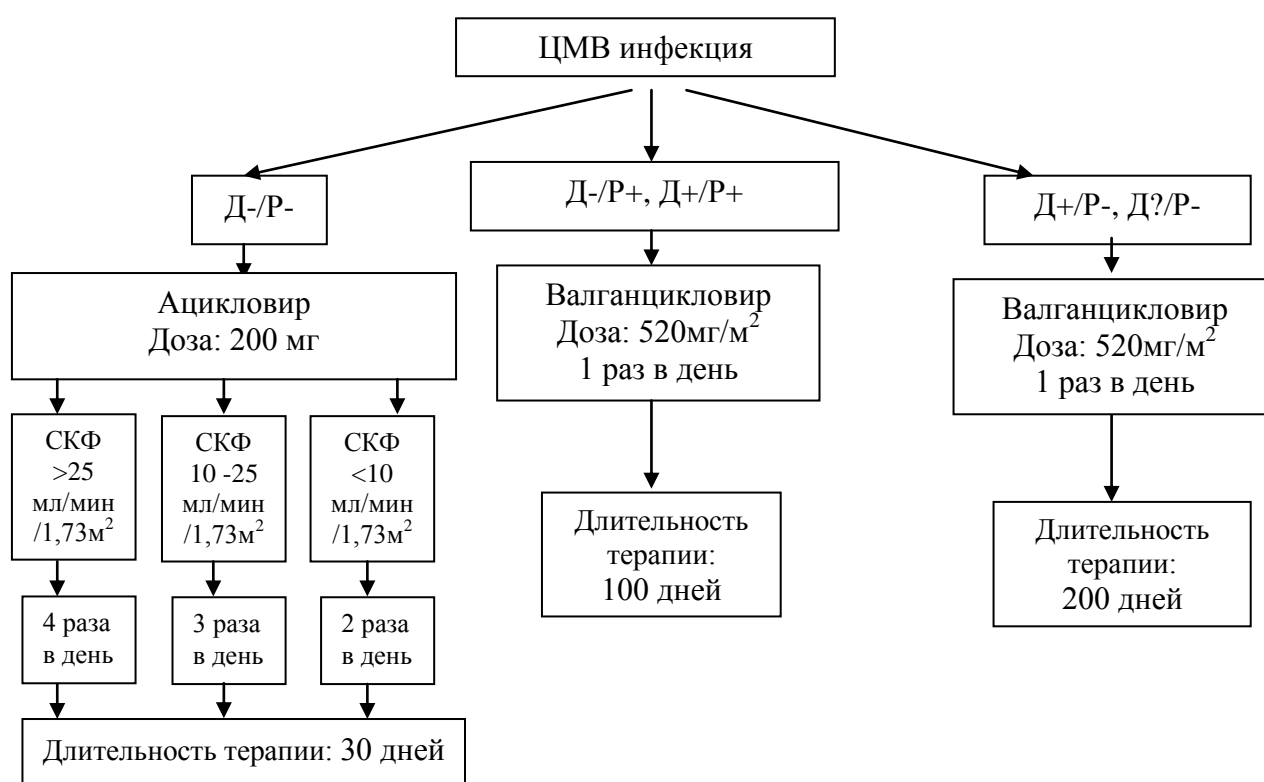 ЦМВ инфекция
Д-/Р-
Д-/Р+, Д+/Р+
Д+/Р-, Д?/Р-
Ацикловир
Доза: 200 мг
Валганцикловир
Доза: 520мг/м²
1 раз в день
Валганцикловир
Доза: 520мг/м²
1 раз в день
СКФ
>25
мл/мин
/1,73м²
СКФ
10 -25
мл/мин
/1,73м²
СКФ
<10
мл/мин
/1,73м²
Длительность
терапии:
100 дней
Длительность
терапии:
200 дней
4 раза
в день
3 раза
в день
2 раза
в день
Длительность терапии: 30 дней